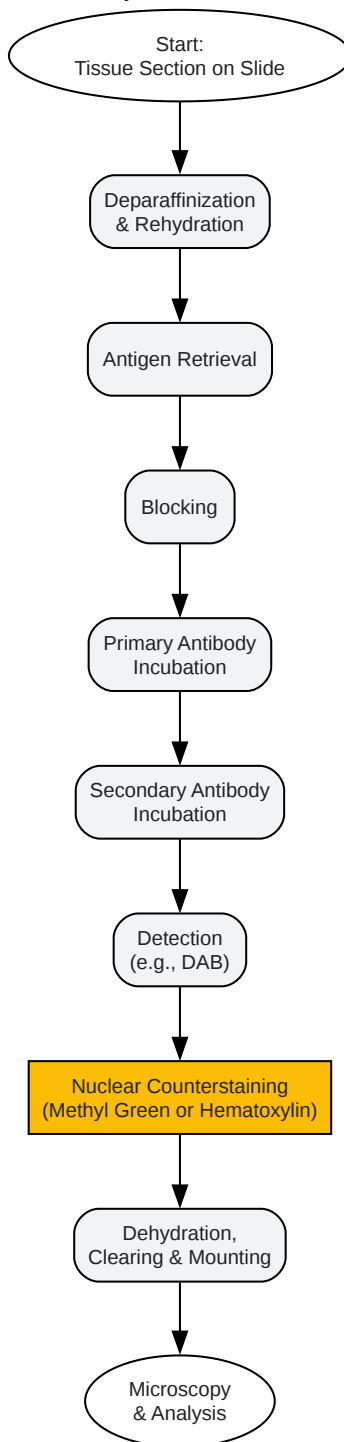 Start:
Tissue Section on Slide
Deparaffinization
& Rehydration
Antigen Retrieval
Blocking
Primary Antibody
Incubation
Secondary Antibody
Incubation
Detection
(e.g., DAB)
Nuclear Counterstaining
(Methyl Green or Hematoxylin)
Dehydration,
Clearing & Mounting
Microscopy
& Analysis